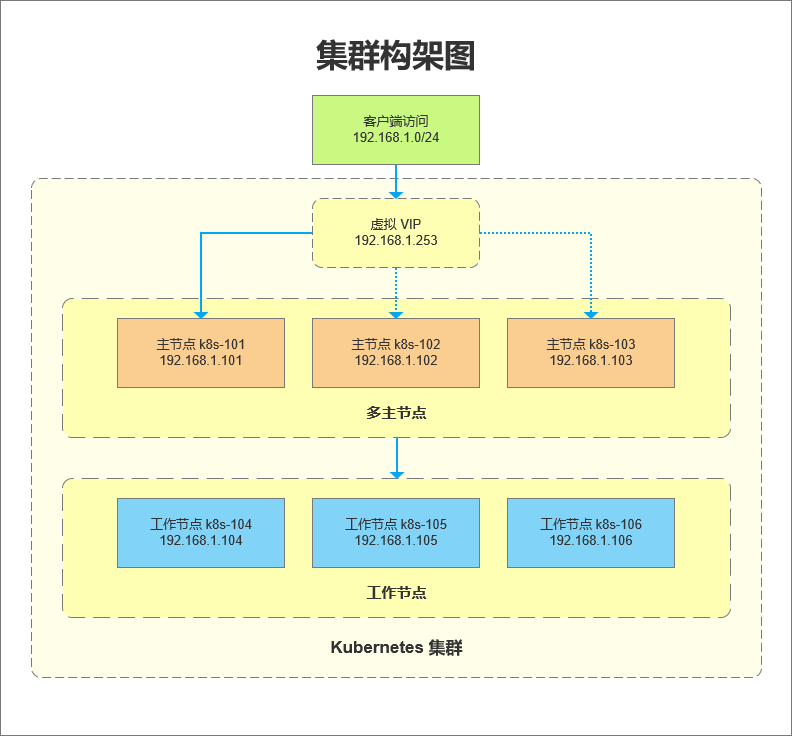 集群构架图
客户端访问
192.168.1.0/24
虚拟 VIP
192.168.1.253
主节点 k8s-101
192.168.1.101
主节点 k8s-102
192.168.1.102
主节点 k8s-103
192.168.1.103
多主节点
工作节点 k8s-104
192.168.1.104
工作节点 k8s-105
192.168.1.105
工作节点 k8s-106
192.168.1.106
工作节点
Kubernetes 集群